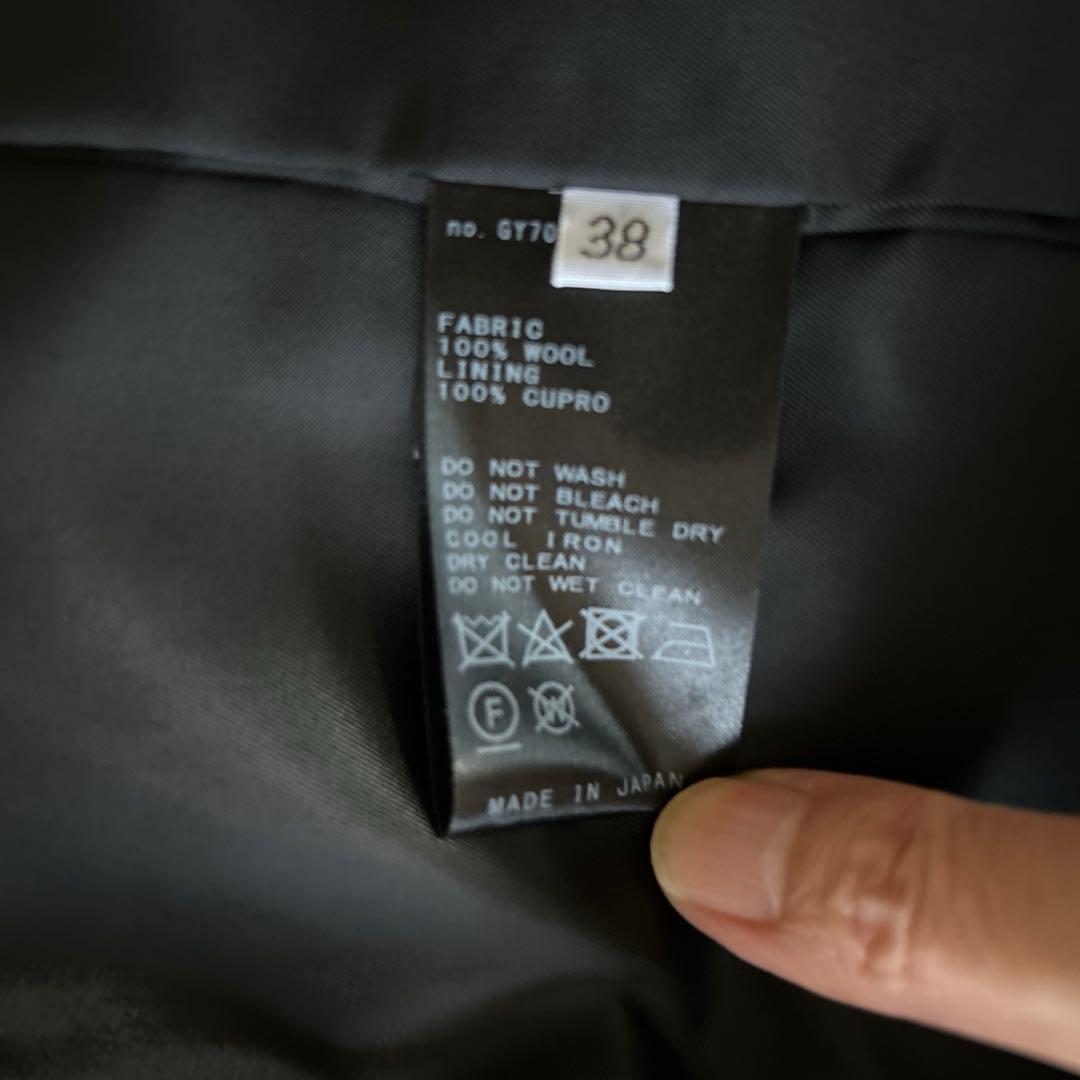 no. GY70
38
FABRIC
100% WOOL
LINING
100% CUPRO
DO NOT WASH
DO NOT BLEACH
DO NOT TUMBLE DRY
COOL IRON
DRY CLEAN
DO NOT WET CLEAN
F W
MADE IN JAPAN